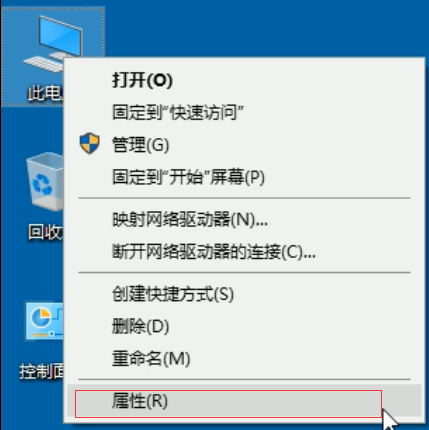 此电
打开(O)
固定到"快速访问"
管理(G)
固定到"开始"屏幕(P)
回收
映射网络驱动器(N)...
断开网络驱动器的连接(C)...
创建快捷方式(S)
删除(D)
重命名(M)
控制面
属性(R)